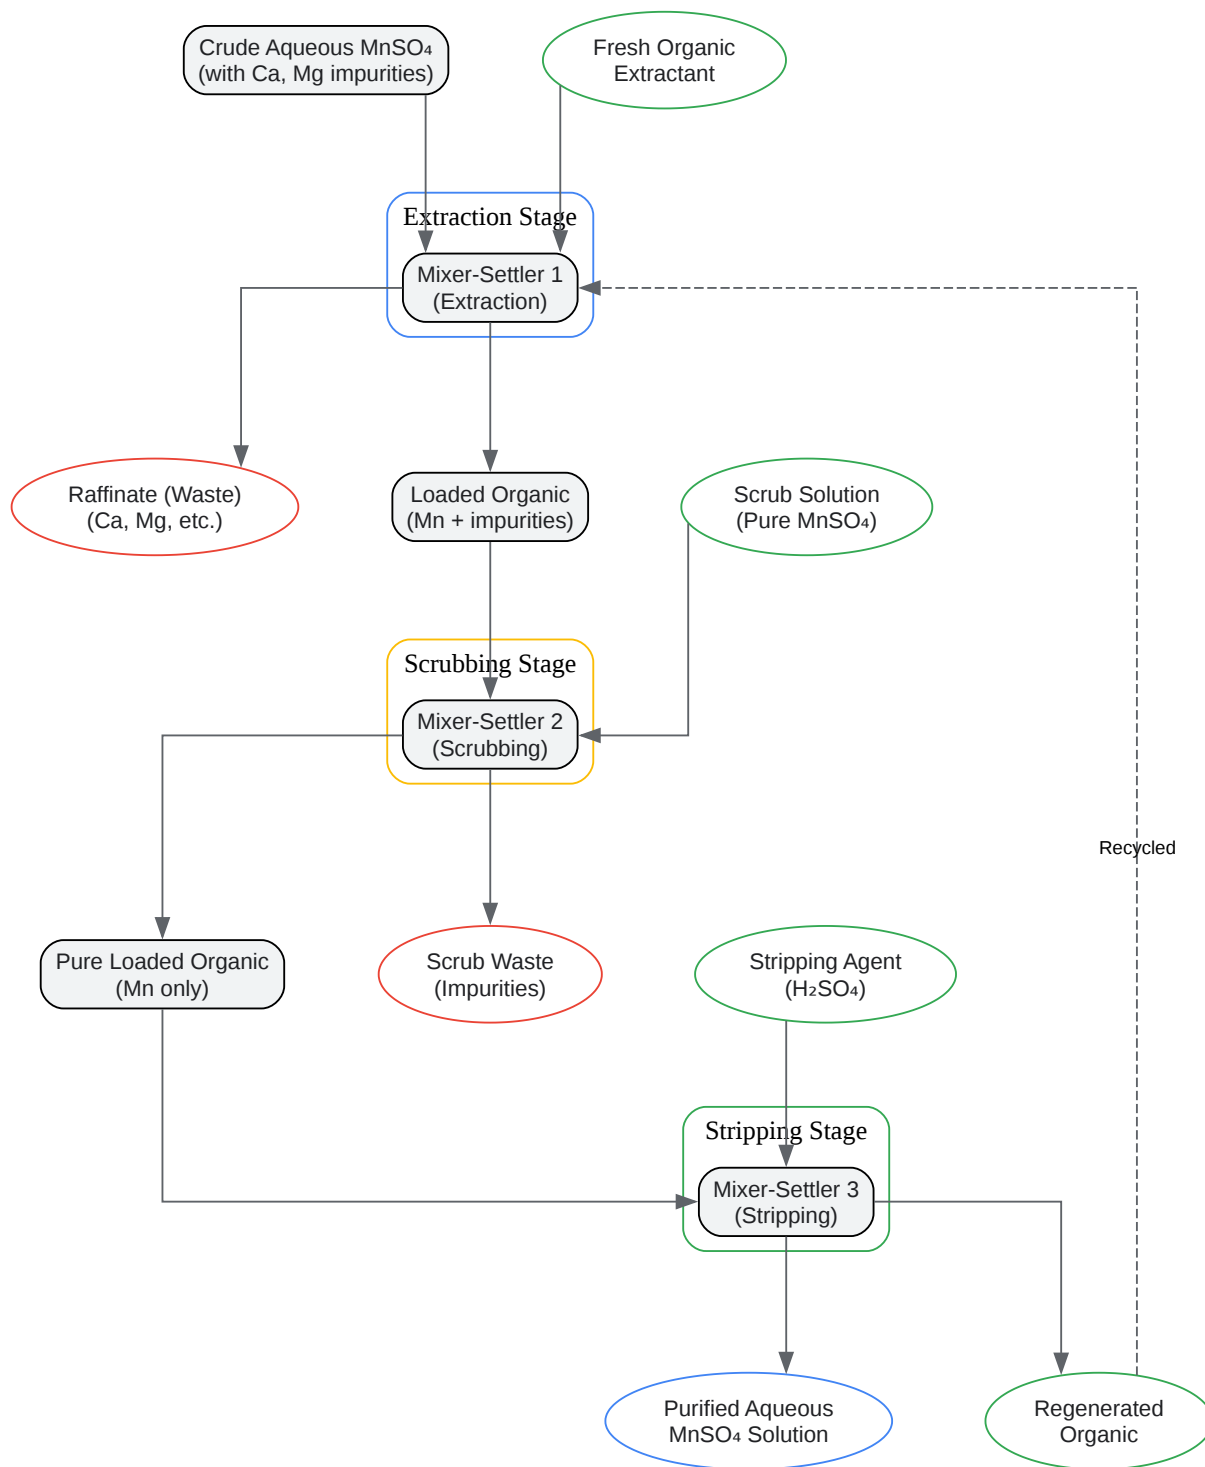 Crude Aqueous MnSO₄
(with Ca, Mg impurities)
Fresh Organic
Extractant
Extraction Stage
Mixer-Settler 1
(Extraction)
Raffinate (Waste)
(Ca, Mg, etc.)
Loaded Organic
(Mn + impurities)
Scrub Solution
(Pure MnSO₄)
Scrubbing Stage
Mixer-Settler 2
(Scrubbing)
Recycled
Pure Loaded Organic
(Mn only)
Scrub Waste
(Impurities)
Stripping Agent
(H₂SO₄)
Stripping Stage
Mixer-Settler 3
(Stripping)
Purified Aqueous
MnSO₄ Solution
Regenerated
Organic